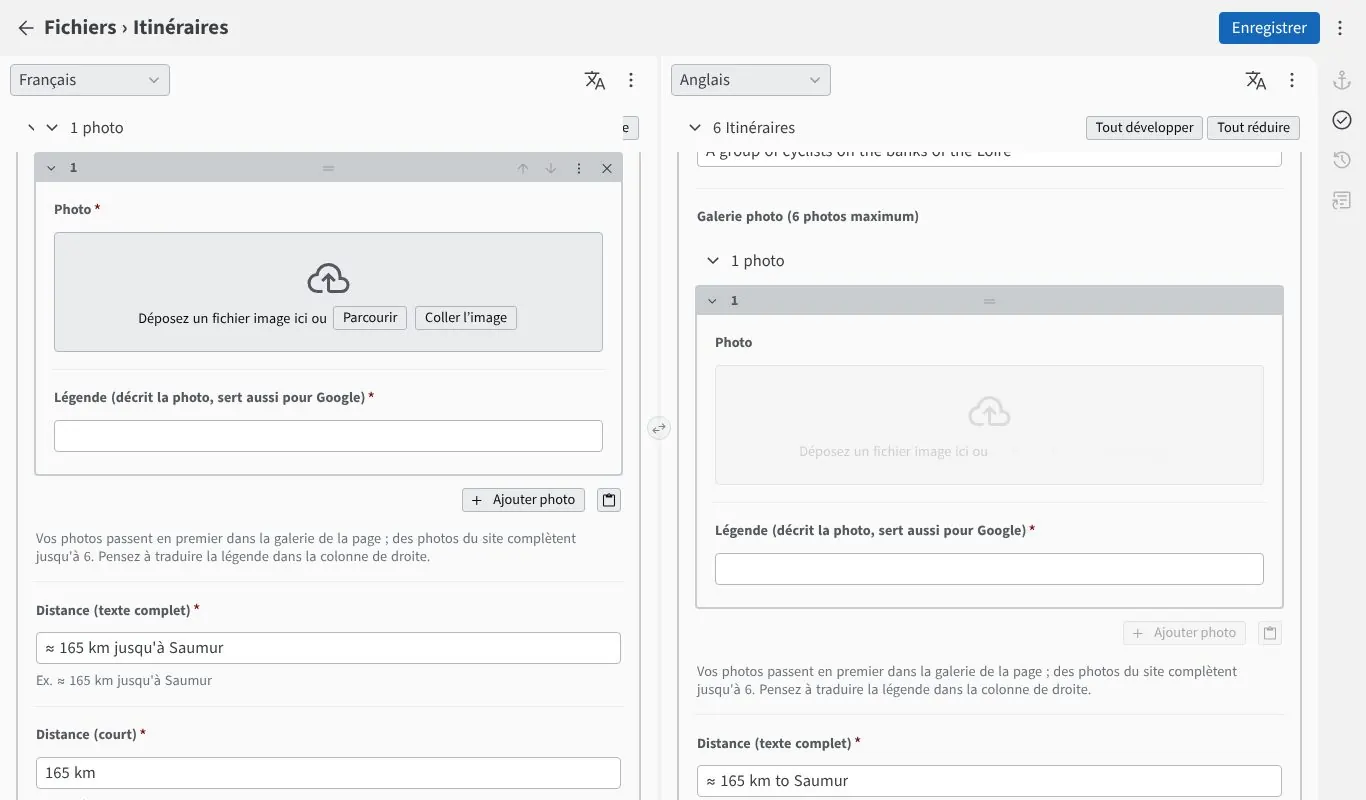 Fichiers › Itinéraires
Enregistrer
Français
1 photo
e
1
Photo *
Déposez un fichier image ici ou Parcourir Coller l'image
Légende (décrit la photo, sert aussi pour Google) *
+ Ajouter photo
Vos photos passent en premier dans la galerie de la page ; des photos du site complètent
jusqu'à 6. Pensez à traduire la légende dans la colonne de droite.
Distance (texte complet) *
≈ 165 km jusqu'à Saumur
Ex. ≈ 165 km jusqu'à Saumur
Distance (court) *
165 km
Anglais
6 Itinéraires
Tout développer Tout réduire
A group of cyclists on the banks of the Loire
Galerie photo (6 photos maximum)
1 photo
1
Photo
Déposez un fichier image ici ou
Légende (décrit la photo, sert aussi pour Google) *
+ Ajouter photo
Vos photos passent en premier dans la galerie de la page ; des photos du site complètent
jusqu'à 6. Pensez à traduire la légende dans la colonne de droite.
Distance (texte complet) *
≈ 165 km to Saumur